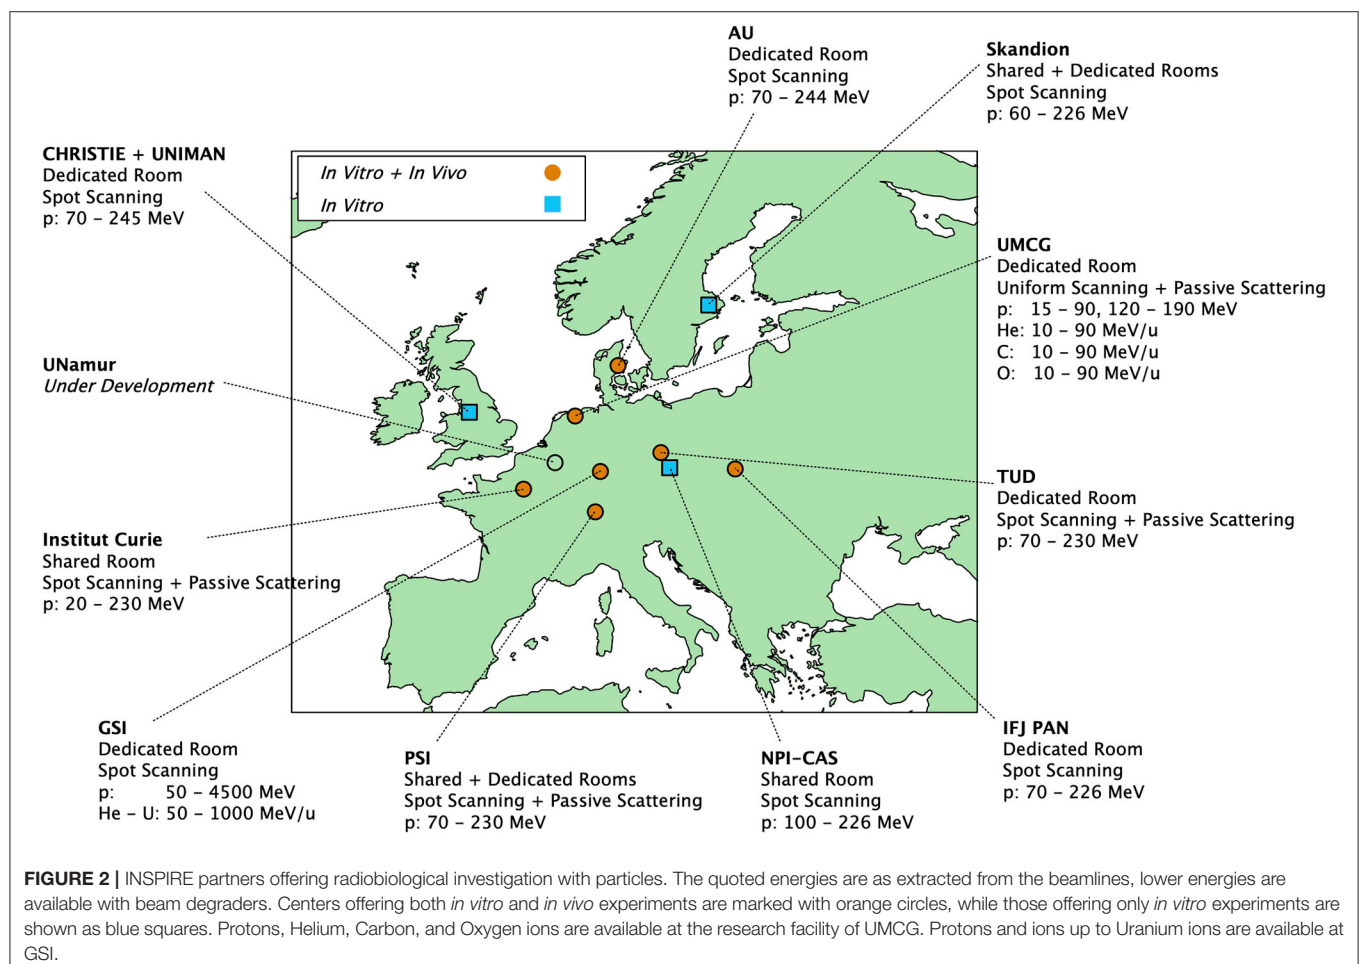 AU
Dedicated Room
Spot Scanning
p: 70 – 244 MeV
Skandion
Shared + Dedicated Rooms
Spot Scanning
p: 60 – 226 MeV
CHRISTIE + UNIMAN
Dedicated Room
Spot Scanning
p: 70 – 245 MeV
In Vitro + In Vivo
In Vitro
UMCG
Dedicated Room
Uniform Scanning + Passive Scattering
p: 15 – 90, 120 – 190 MeV
He: 10 – 90 MeV/u
C: 10 – 90 MeV/u
O: 10 – 90 MeV/u
UNamur
Under Development
TUD
Dedicated Room
Spot Scanning + Passive Scattering
p: 70 – 230 MeV
Institut Curie
Shared Room
Spot Scanning + Passive Scattering
p: 20 – 230 MeV
GSI
Dedicated Room
Spot Scanning
p: 50 – 4500 MeV
He – U: 50 – 1000 MeV/u
PSI
Shared + Dedicated Rooms
Spot Scanning + Passive Scattering
p: 70 – 230 MeV
NPI-CAS
Shared Room
Spot Scanning
p: 100 – 226 MeV
IFJ PAN
Dedicated Room
Spot Scanning
p: 70 – 226 MeV
FIGURE 2 | INSPIRE partners offering radiobiological investigation with particles. The quoted energies are as extracted from the beamlines, lower energies are
available with beam degraders. Centers offering both in vitro and in vivo experiments are marked with orange circles, while those offering only in vitro experiments are
shown as blue squares. Protons, Helium, Carbon, and Oxygen ions are available at the research facility of UMCG. Protons and ions up to Uranium ions are available at
GSI.